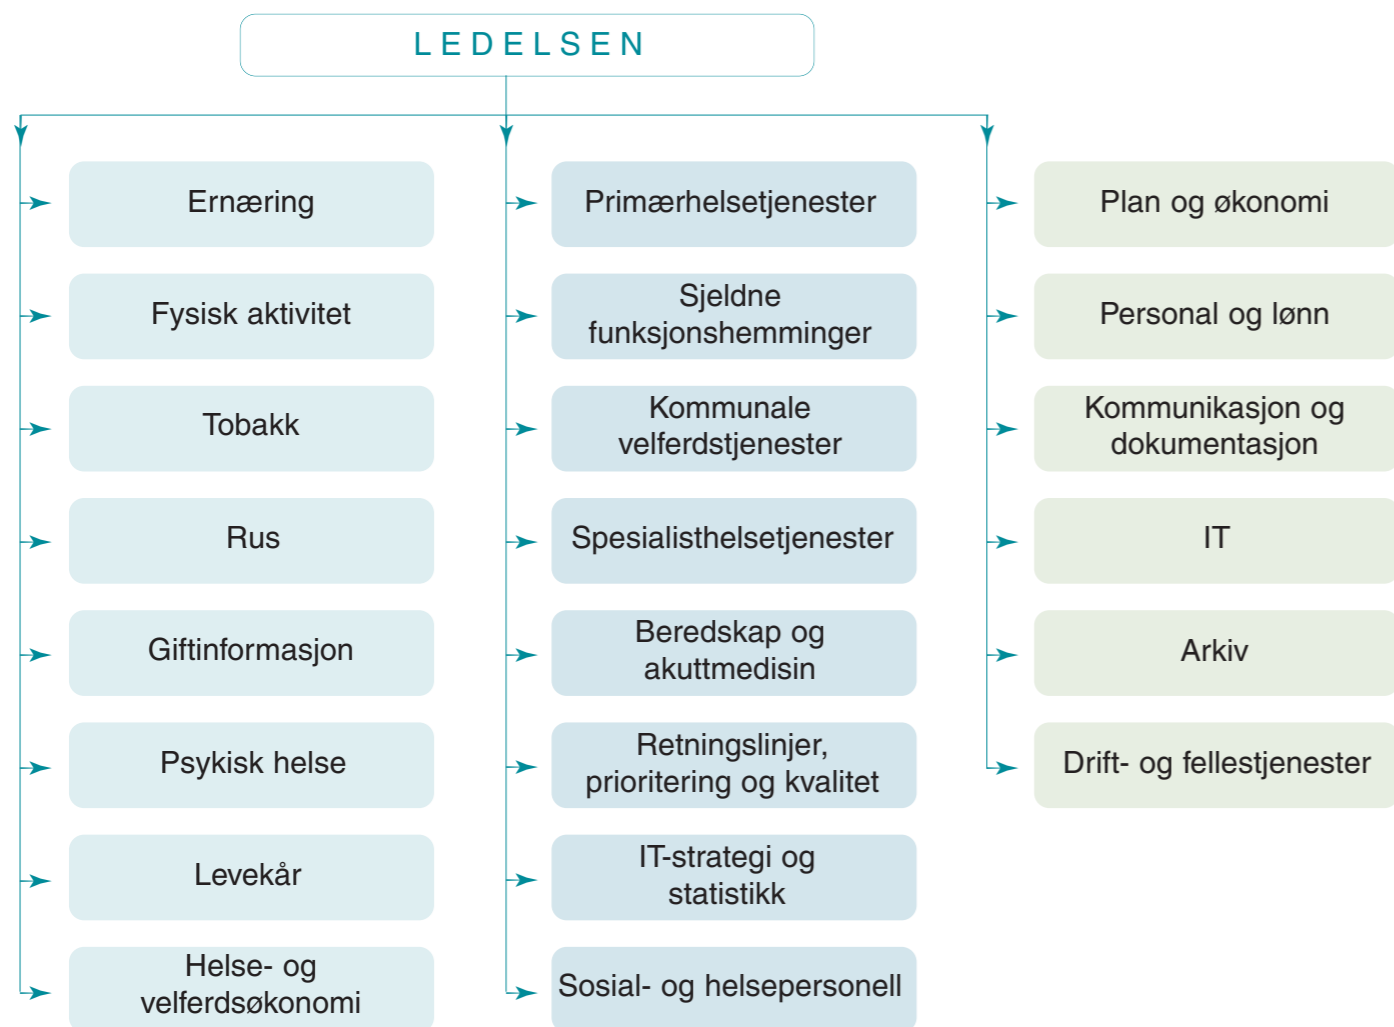 LEDELSEN
Ernæring
Fysisk aktivitet
Tobakk
Rus
Giftinformasjon
Psykisk helse
Levekår
Helse- og
velferdsøkonomi
Primærhelsetjenester
Sjeldne
funksjonshemminger
Kommunale
velferdstjenester
Spesialisthelsetjenester
Beredskap og
akuttmedisin
Retningslinjer,
prioritering og kvalitet
IT-strategi og
statistikk
Sosial- og helsepersonell
Plan og økonomi
Personal og lønn
Kommunikasjon og
dokumentasjon
IT
Arkiv
Drift- og fellestjenester